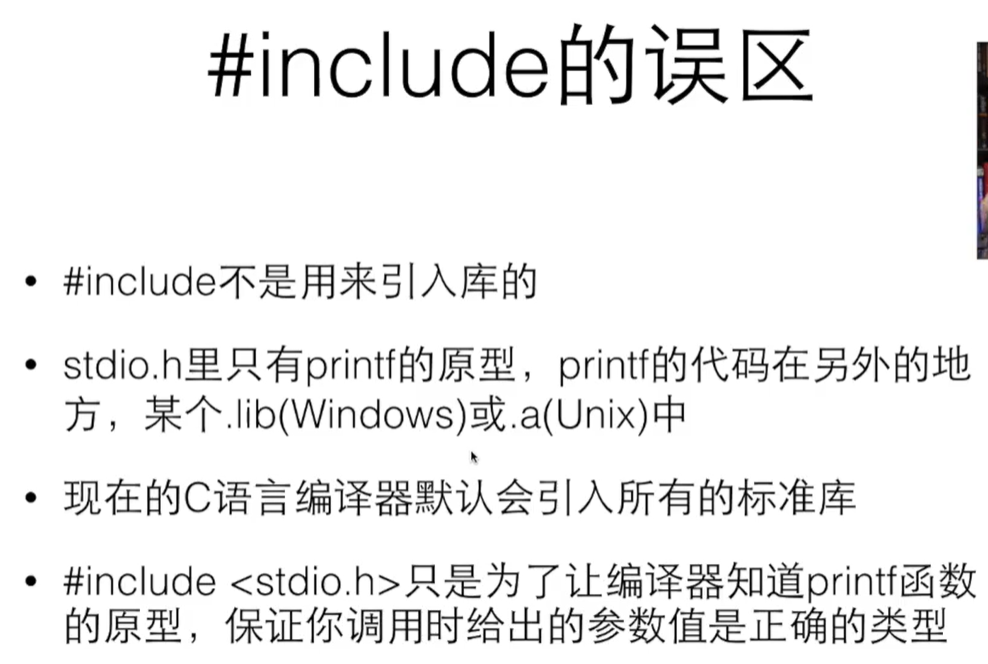 #include的误区
• #include不是用来引入库的
• stdio.h里只有printf的原型，printf的代码在另外的地
方，某个.lib(Windows)或.a(Unix)中
• 现在的C语言编译器默认会引入所有的标准库
• #include <stdio.h>只是为了让编译器知道printf函数
的原型，保证你调用时给出的参数值是正确的类型